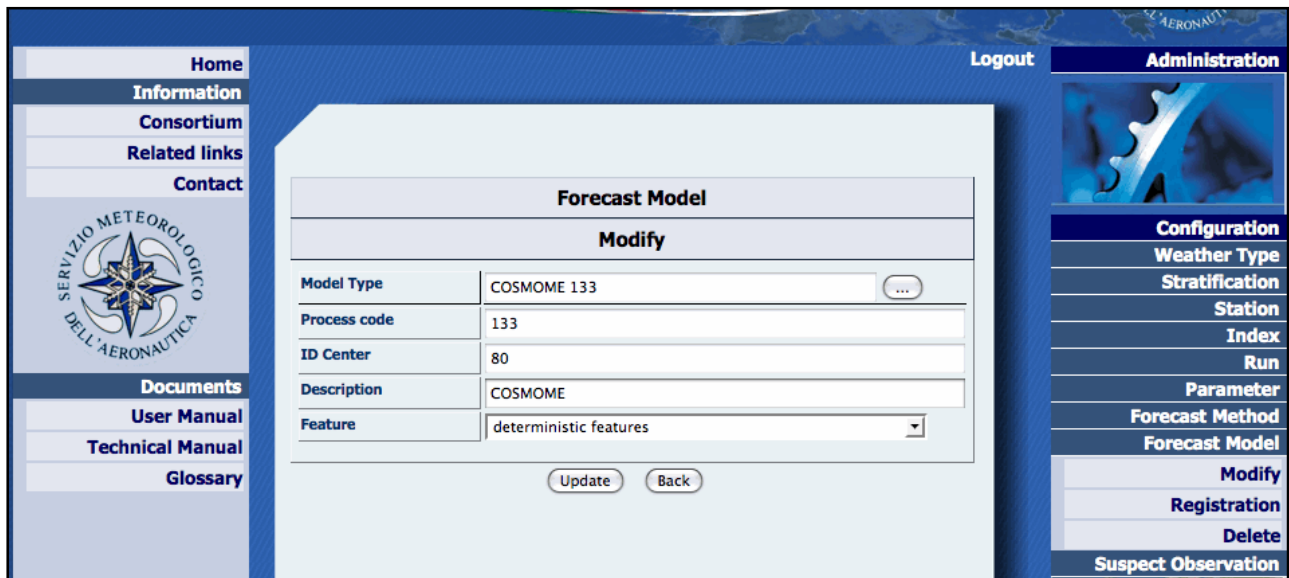 DELL'AERONAUTICA
Logout
Home
Information
Consortium
Related links
Contact
SERVIZIO METEOROLOGICO
DELL'AERONAUTICA
Documents
User Manual
Technical Manual
Glossary
Forecast Model
Modify
Model Type COSMOME 133 ...
Process code 133
ID Center 80
Description COSMOME
Feature deterministic features
Update Back
Administration
Configuration
Weather Type
Stratification
Station
Index
Run
Parameter
Forecast Method
Forecast Model
Modify
Registration
Delete
Suspect Observation